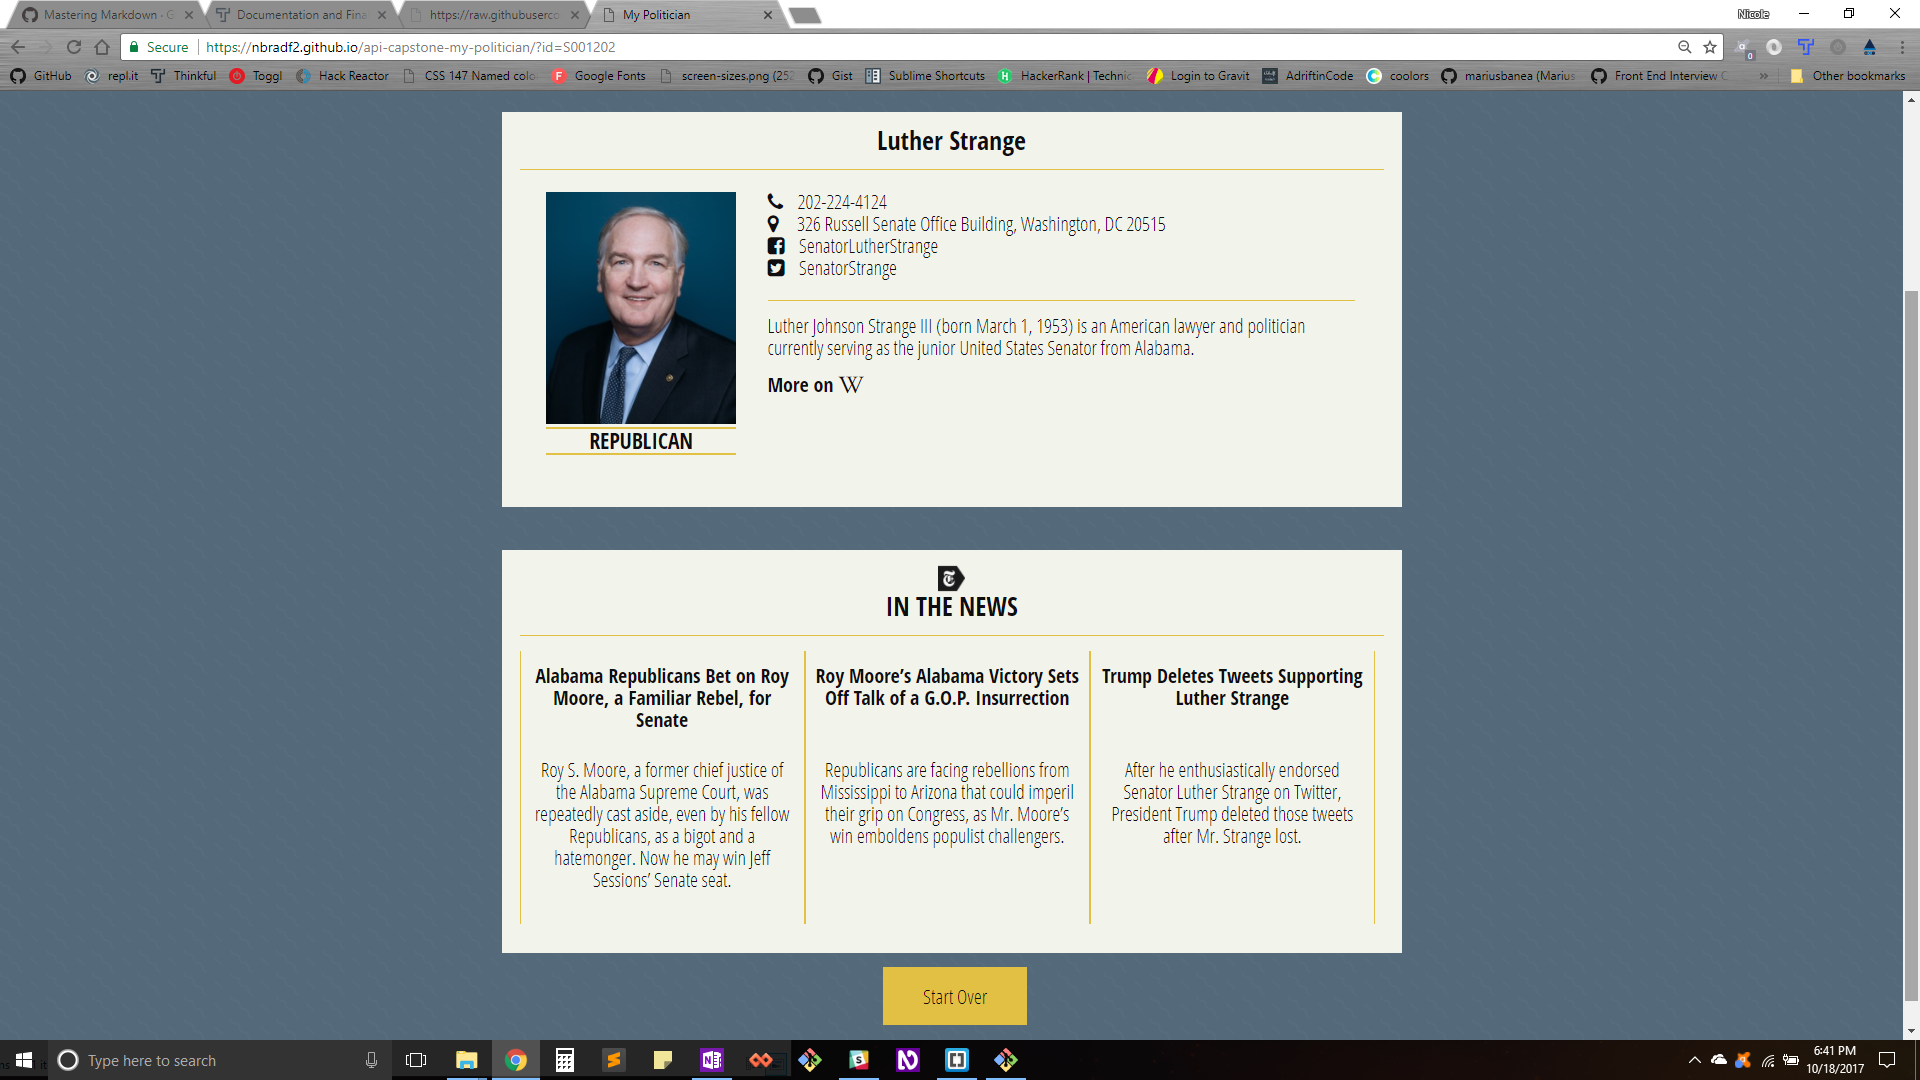 Mastering Markdown - G
Documentation and Fina
https://raw.githubuserco
My Politician
Nicole
Secure
https://nbradf2.github.io/api-capstone-my-politician/?id=S001202
GitHub
repl.it
Thinkful
Toggl
Hack Reactor
CSS 147 Named colo
Google Fonts
screen-sizes.png (252
Gist
Sublime Shortcuts
HackerRank | Technic
Login to Gravit
AdriftinCode
coolors
mariusbanea (Marius
Front End Interview
Other bookmarks
Luther Strange
202-224-4124
326 Russell Senate Office Building, Washington, DC 20515
SenatorLutherStrange
SenatorStrange
Luther Johnson Strange III (born March 1, 1953) is an American lawyer and politician
currently serving as the junior United States Senator from Alabama.
More on W
REPUBLICAN
IN THE NEWS
Alabama Republicans Bet on Roy
Moore, a Familiar Rebel, for
Senate
Roy S. Moore, a former chief justice of
the Alabama Supreme Court, was
repeatedly cast aside, even by his fellow
Republicans, as a bigot and a
hatemonger. Now he may win Jeff
Sessions’ Senate seat.
Roy Moore’s Alabama Victory Sets
Off Talk of a G.O.P. Insurrection
Republicans are facing rebellions from
Mississippi to Arizona that could imperil
their grip on Congress, as Mr. Moore’s
win emboldens populist challengers.
Trump Deletes Tweets Supporting
Luther Strange
After he enthusiastically endorsed
Senator Luther Strange on Twitter,
President Trump deleted those tweets
after Mr. Strange lost.
Start Over
Type here to search
6:41 PM
10/18/2017